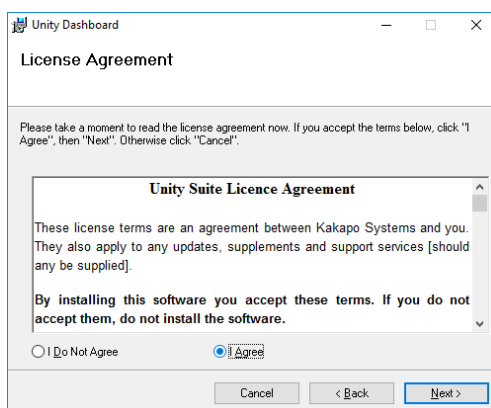 Unity Dashboard
License Agreement
Please take a moment to read the license agreement now. If you accept the terms below, click "I
Agree", then "Next". Otherwise click "Cancel".
Unity Suite Licence Agreement
These license terms are an agreement between Kakapo Systems and you.
They also apply to any updates, supplements and support services [should
any be supplied].
By installing this software you accept these terms. If you do not
accept them, do not install the software.
I Do Not Agree
I Agree
Cancel
< Back
Next >